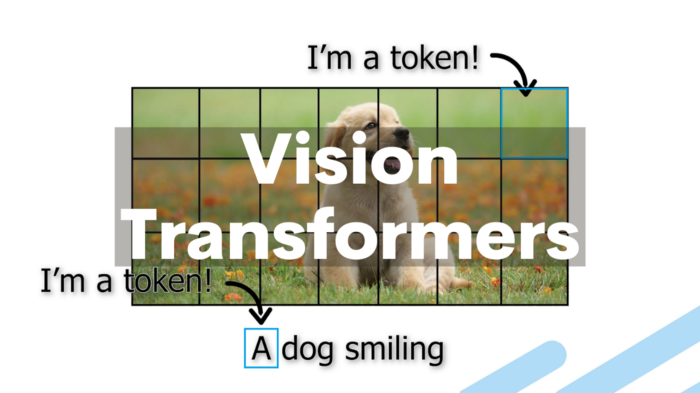 I'm a token!
Vision
Transformers
I'm a token!
A dog smiling